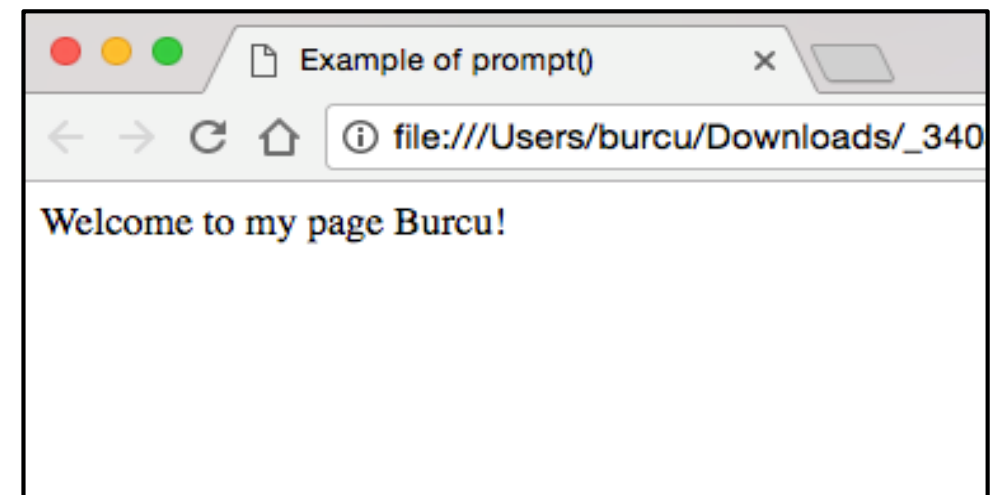 Example of prompt()
file:///Users/burcu/Downloads/_340
Welcome to my page Burcu!